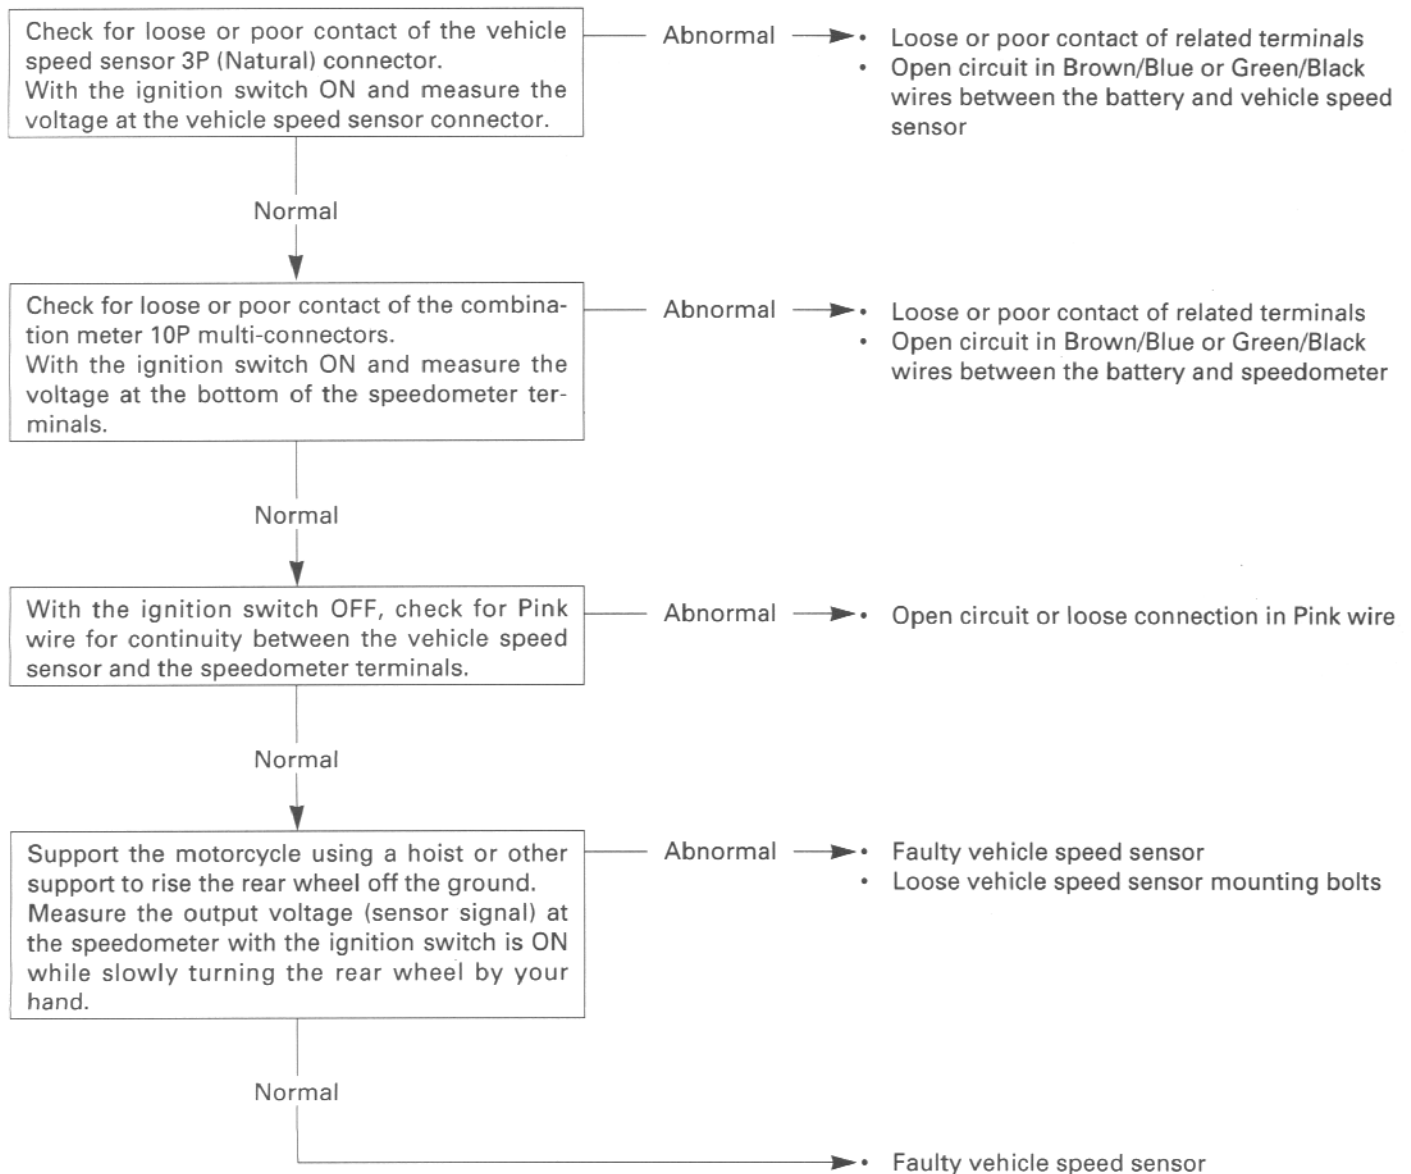 Check for loose or poor contact of the vehicle
speed sensor 3P (Natural) connector.
With the ignition switch ON and measure the
voltage at the vehicle speed sensor connector.
Abnormal
• Loose or poor contact of related terminals
• Open circuit in Brown/Blue or Green/Black
wires between the battery and vehicle speed
sensor
Normal
Check for loose or poor contact of the combina-
tion meter 10P multi-connectors.
With the ignition switch ON and measure the
voltage at the bottom of the speedometer ter-
minals.
Abnormal
• Loose or poor contact of related terminals
• Open circuit in Brown/Blue or Green/Black
wires between the battery and speedometer
Normal
With the ignition switch OFF, check for Pink
wire for continuity between the vehicle speed
sensor and the speedometer terminals.
Abnormal
• Open circuit or loose connection in Pink wire
Normal
Support the motorcycle using a hoist or other
support to rise the rear wheel off the ground.
Measure the output voltage (sensor signal) at
the speedometer with the ignition switch is ON
while slowly turning the rear wheel by your
hand.
Abnormal
• Faulty vehicle speed sensor
• Loose vehicle speed sensor mounting bolts
Normal
• Faulty vehicle speed sensor